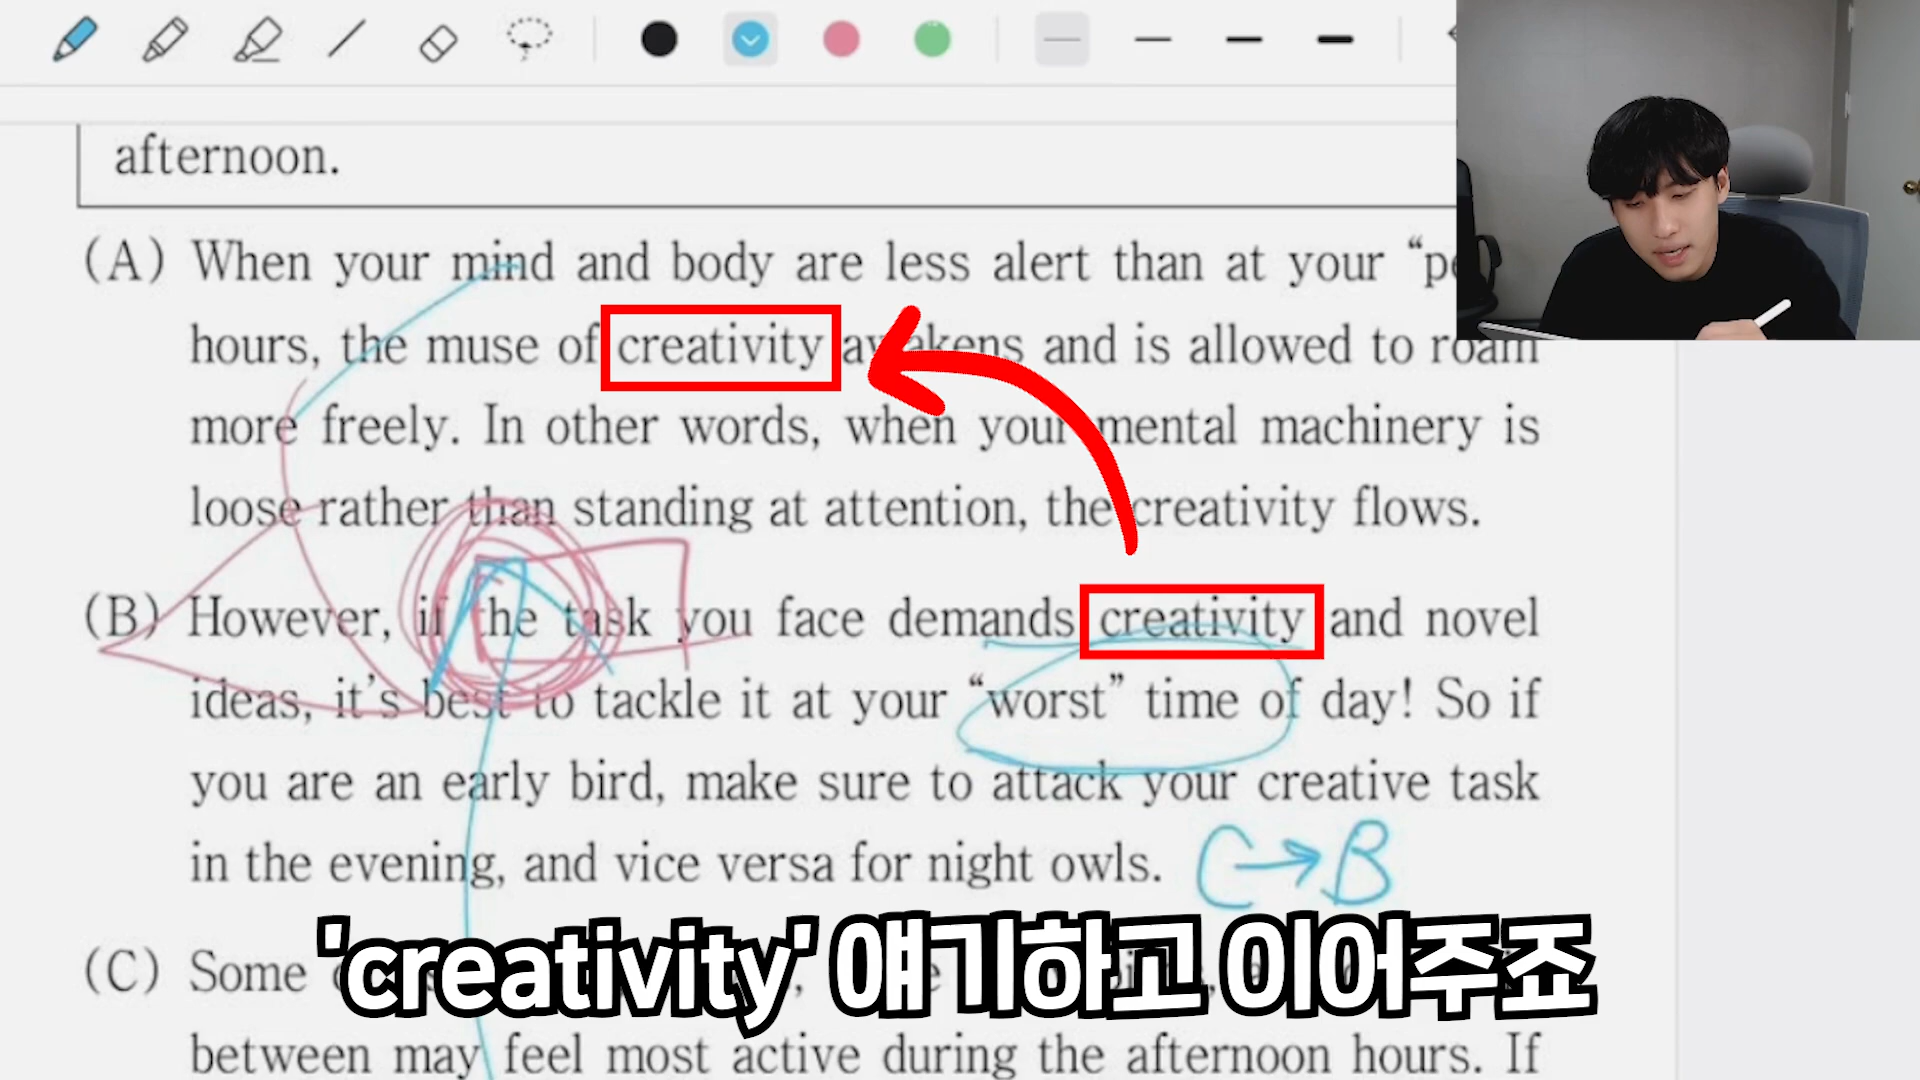 afternoon.
(A) When your mind and body are less alert than at your “pe
hours, the muse of creativity awakens and is allowed to roam
more freely. In other words, when your mental machinery is
loose rather than standing at attention, the creativity flows.
(B) However, if the task you face demands creativity and novel
ideas, it’s best to tackle it at your “worst” time of day! So if
you are an early bird, make sure to attack your creative task
in the evening, and vice versa for night owls.
C→B
(C) Some
'creativity' 얘기하고 이어주죠
between may feel most active during the afternoon hours. If